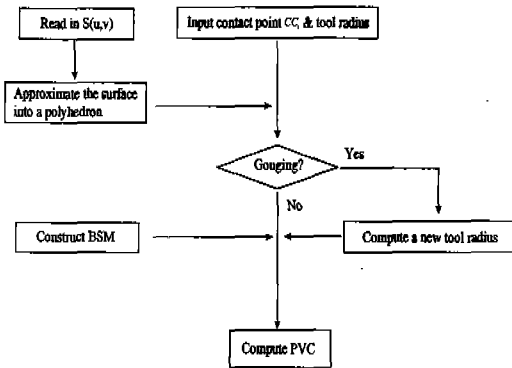 Read in S(u,v)
Input contact point CC, & tool radius
Approximate the surface
into a polyhedron
Gouging?
Yes
No
Construct BSM
Compute a new tool radius
Compute PVC